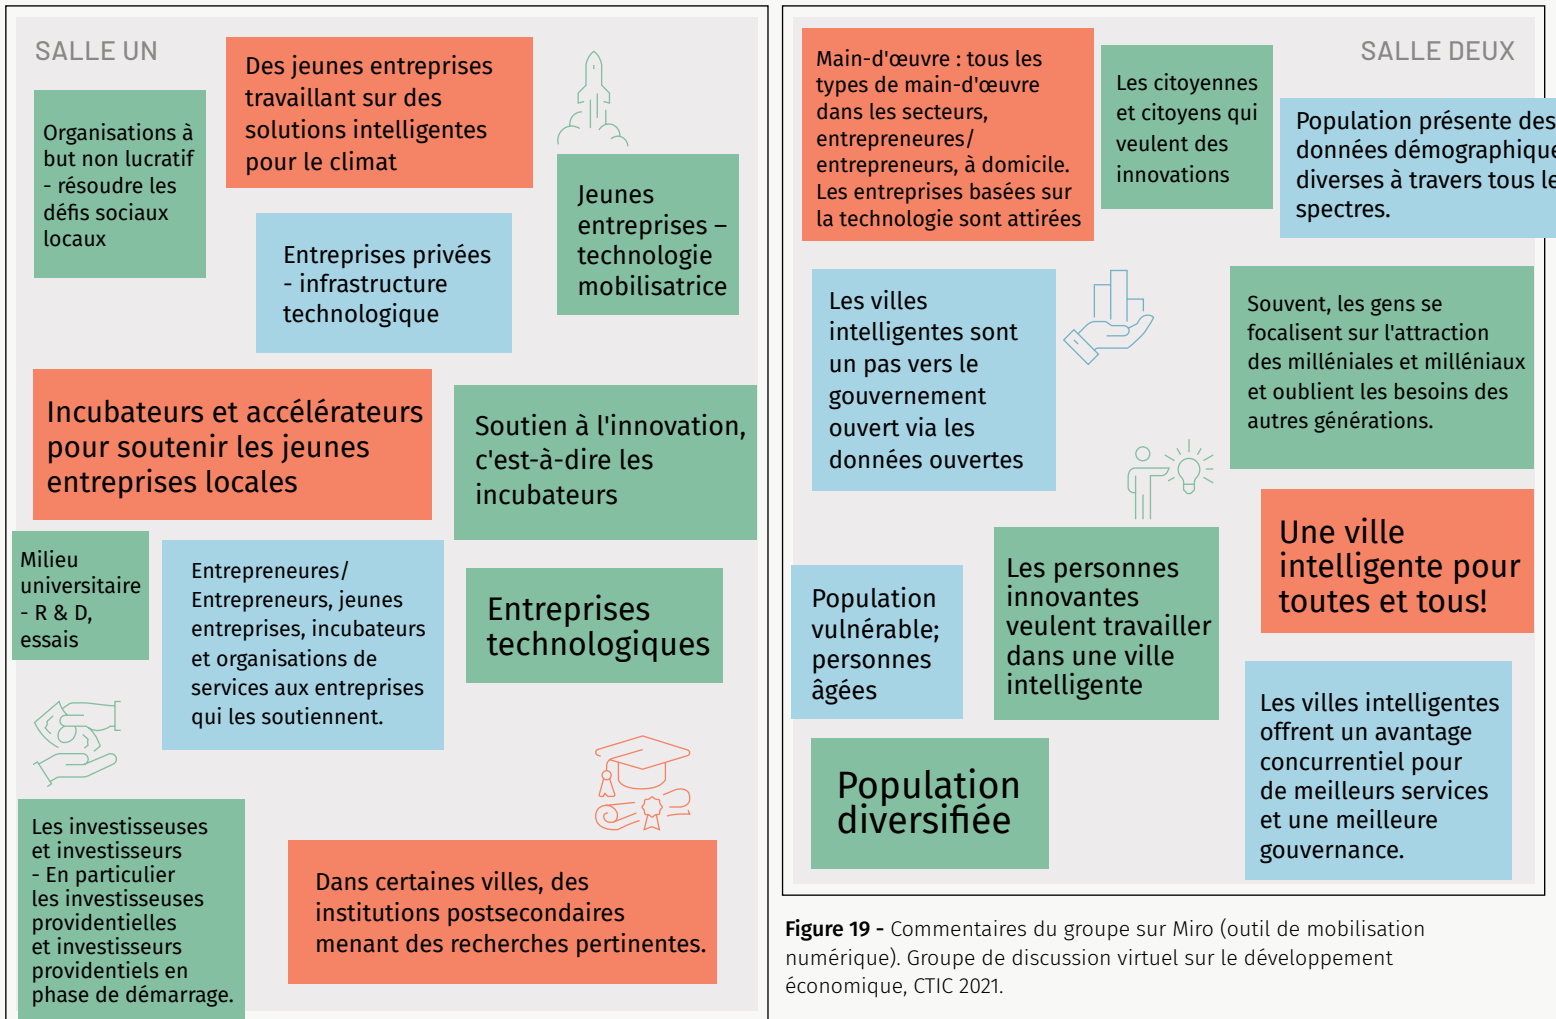 SALLE UN
Organisations à
but non lucratif
- résoudre les
défis sociaux
locaux
Des jeunes entreprises
travaillant sur des
solutions intelligentes
pour le climat
Jeunes
entreprises –
technologie
mobilisatrice
Entreprises privées
- infrastructure
technologique
Incubateurs et accélérateurs
pour soutenir les jeunes
entreprises locales
Soutien à l'innovation,
c'est-à-dire les
incubateurs
Milieu
universitaire
- R & D,
essais
Entrepreneures/
Entrepreneurs, jeunes
entreprises, incubateurs
et organisations de
services aux entreprises
qui les soutiennent.
Entreprises
technologiques
Les investisseuses
et investisseurs
- En particulier
les investisseuses
providentielles
et investisseurs
providentiels en
phase de démarrage.
Dans certaines villes, des
institutions postsecondaires
menant des recherches pertinentes.
SALLE DEUX
Main-d'œuvre : tous les
types de main-d'œuvre
dans les secteurs,
entrepreneures/
entrepreneurs, à domicile.
Les entreprises basées sur
la technologie sont attirées
Les citoyennes
et citoyens qui
veulent des
innovations
Population présente des
données démographique
diverses à travers tous le
spectres.
Les villes
intelligentes sont
un pas vers le
gouvernement
ouvert via les
données ouvertes
Souvent, les gens se
focalisent sur l'attraction
des milléniales et milléniaux
et oublient les besoins des
autres générations.
Une ville
intelligente pour
toutes et tous!
Population
vulnérable;
personnes
âgées
Les personnes
innovantes
veulent travailler
dans une ville
intelligente
Les villes intelligentes
offrent un avantage
concurrentiel pour
de meilleurs services
et une meilleure
gouvernance.
Population
diversifiée
Figure 19 - Commentaires du groupe sur Miro (outil de mobilisation
numérique). Groupe de discussion virtuel sur le développement
économique, CTIC 2021.